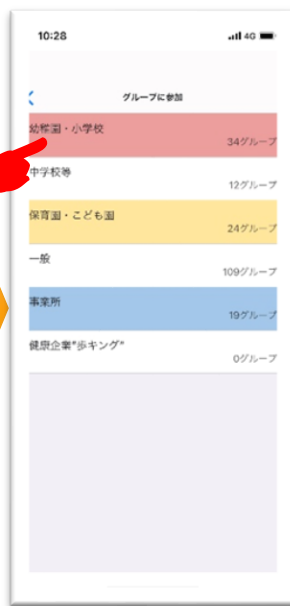 10:28
4G
グループに参加
幼稚園・小学校
34グループ
中学校等
12グループ
保育園・こども園
24グループ
一般
109グループ
事業所
19グループ
健康企業"歩キング"
0グループ